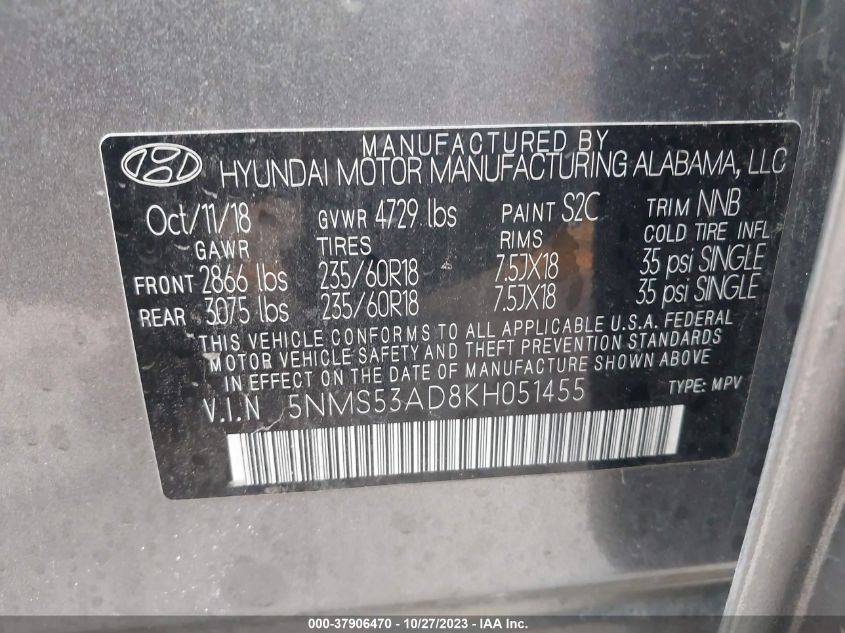 MANUFACTURED BY
HYUNDAI MOTOR MANUFACTURING ALABAMA, LLC
Oct/11/18 GVWR 4729 lbs PAINT S2C TRIM NNB
GAWR TIRES RIMS COLD TIRE INFL
FRONT 2866 lbs 235/60R18 7.5JX18 35 psi SINGLE
REAR 3075 lbs 235/60R18 7.5JX18 35 psi SINGLE
THIS VEHICLE CONFORMS TO ALL APPLICABLE U.S.A. FEDERAL
MOTOR VEHICLE SAFETY AND THEFT PREVENTION STANDARDS
IN EFFECT ON THE DATE OF MANUFACTURE SHOWN ABOVE
V.I.N 5NMS53AD8KH051455 TYPE: MPV
000-37906470 | 10/27/2023 | © IAA Inc.